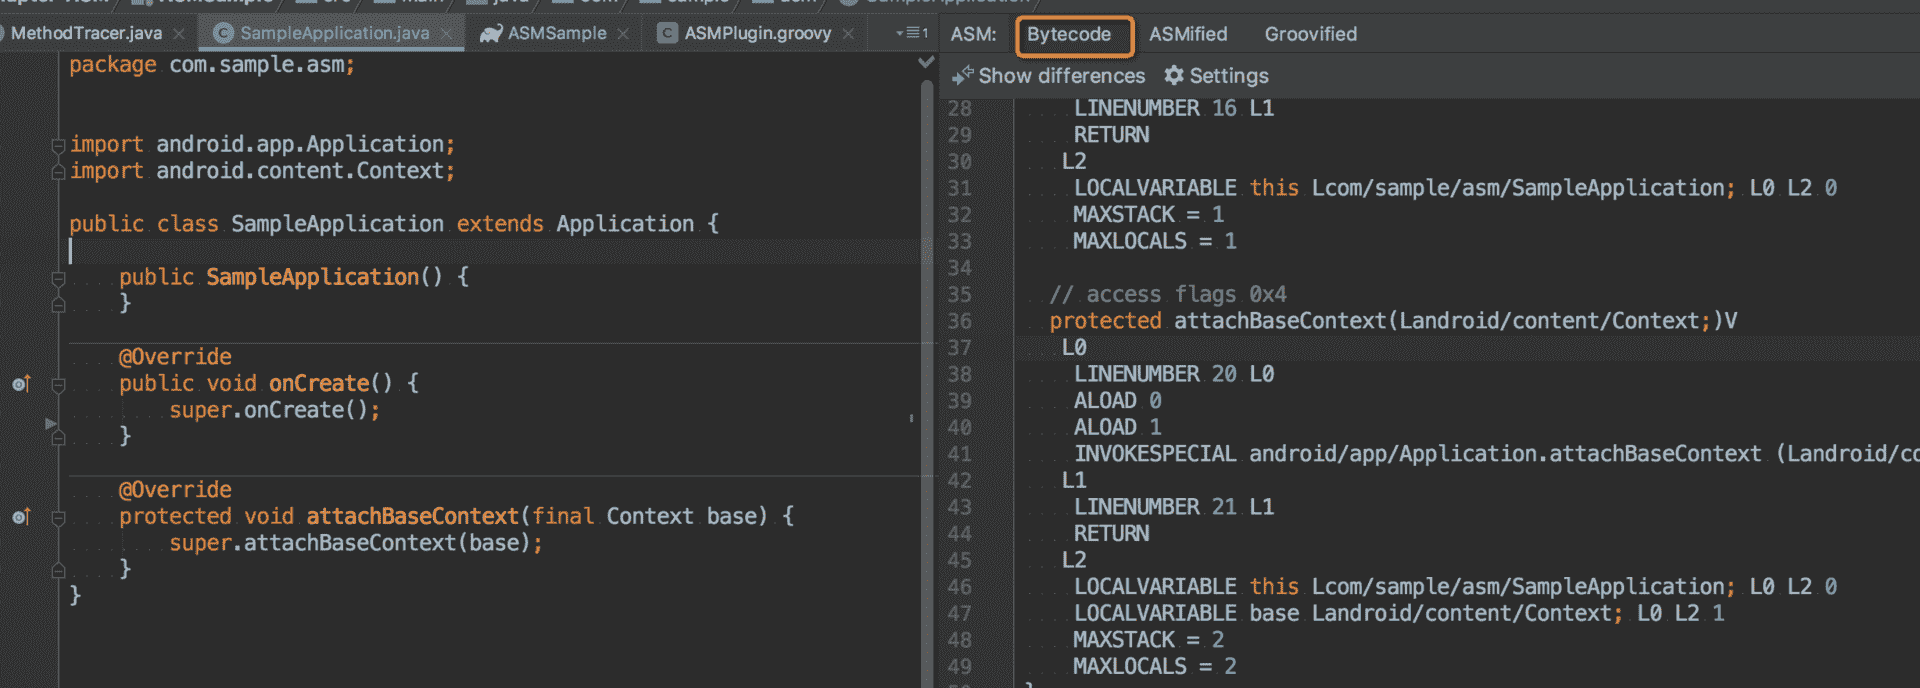 MethodTracer.java
SampleApplication.java
ASMSample
ASMPlugin.groovy
1
package com.sample.asm;
import android.app.Application;
import android.content.Context;
public class SampleApplication extends Application {
public SampleApplication() {
}
@Override
public void onCreate() {
super.onCreate();
}
@Override
protected void attachBaseContext(final Context base) {
super.attachBaseContext(base);
}
}
ASM: Bytecode ASMified Groovified
Show differences Settings
28 LINENUMBER 16 L1
29 RETURN
30 L2
31 LOCALVARIABLE this Lcom/sample/asm/SampleApplication; L0 L2 0
32 MAXSTACK = 1
33 MAXLOCALS = 1
34
35 // access flags 0x4
36 protected attachBaseContext(Landroid/content/Context;)V
37 L0
38 LINENUMBER 20 L0
39 ALOAD 0
40 ALOAD 1
41 INVOKESPECIAL android/app/Application.attachBaseContext (Landroid/co
42 L1
43 LINENUMBER 21 L1
44 RETURN
45 L2
46 LOCALVARIABLE this Lcom/sample/asm/SampleApplication; L0 L2 0
47 LOCALVARIABLE base Landroid/content/Context; L0 L2 1
48 MAXSTACK = 2
49 MAXLOCALS = 2